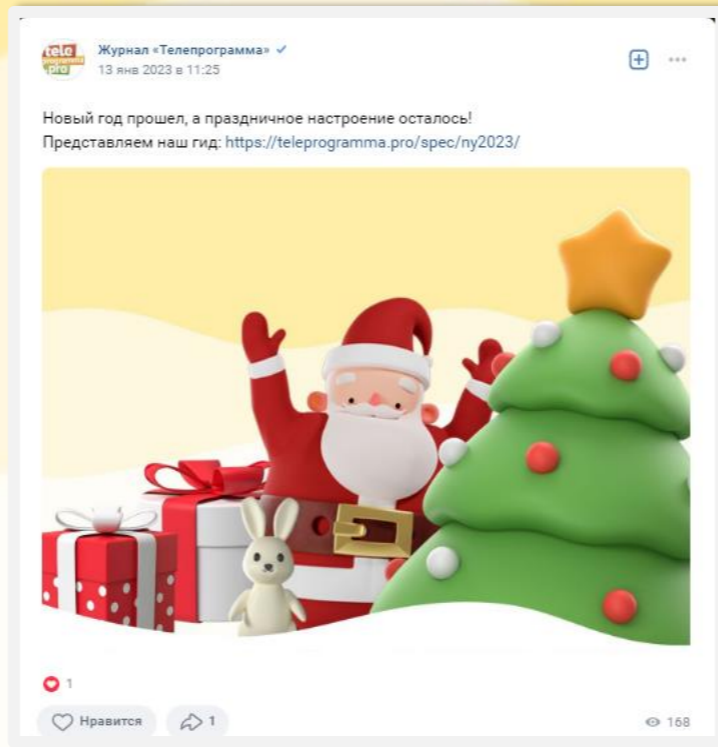 tele
programma
pro
Журнал «Телепрограмма»
13 янв 2023 в 11:25
Новый год прошел, а праздничное настроение осталось!
Представляем наш гид: https://teleprogramma.pro/spec/ny2023/
1
Нравится
1
168